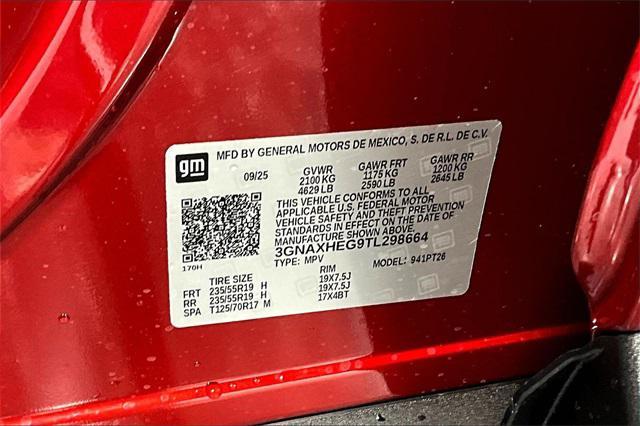 gm
MFD BY GENERAL MOTORS DE MEXICO, S. DE R.L. DE C.V.
09/25 GVWR GAWR FRT GAWR RR
2100 KG 1175 KG 1200 KG
4629 LB 2590 LB 2645 LB
THIS VEHICLE CONFORMS TO ALL
APPLICABLE U.S. FEDERAL MOTOR
VEHICLE SAFETY AND THEFT PREVENTION
STANDARDS IN EFFECT ON THE DATE OF
MANUFACTURE SHOWN ABOVE.
3GNAXHEG9TL298664
TYPE: MPV MODEL: 941PT26
170H
TIRE SIZE RIM
FRT 235/55R19 H 19X7.5J
RR 235/55R19 H 19X7.5J
SPA T125/70R17 M 17X4BT